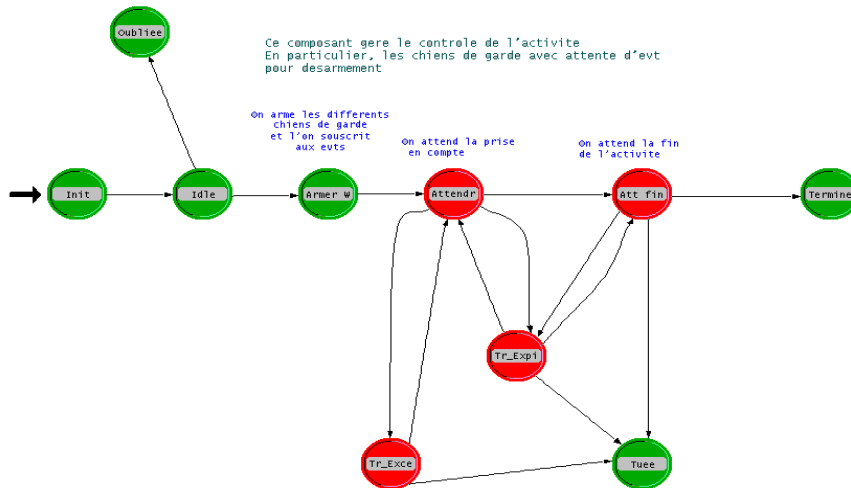 Oubliee
Ce composant gere le controle de l'activite
En particulier, les chiens de garde avec attente d'evt
pour desarmement
On arme les differents
chiens de garde
et l'on souscrit
aux evts
On attend la prise
en compte
On attend la fin
de l'activite
Init
Idle
Armer W
Attendr
Att fin
Termine
Tr_Expi
Tr_Exce
Tuee